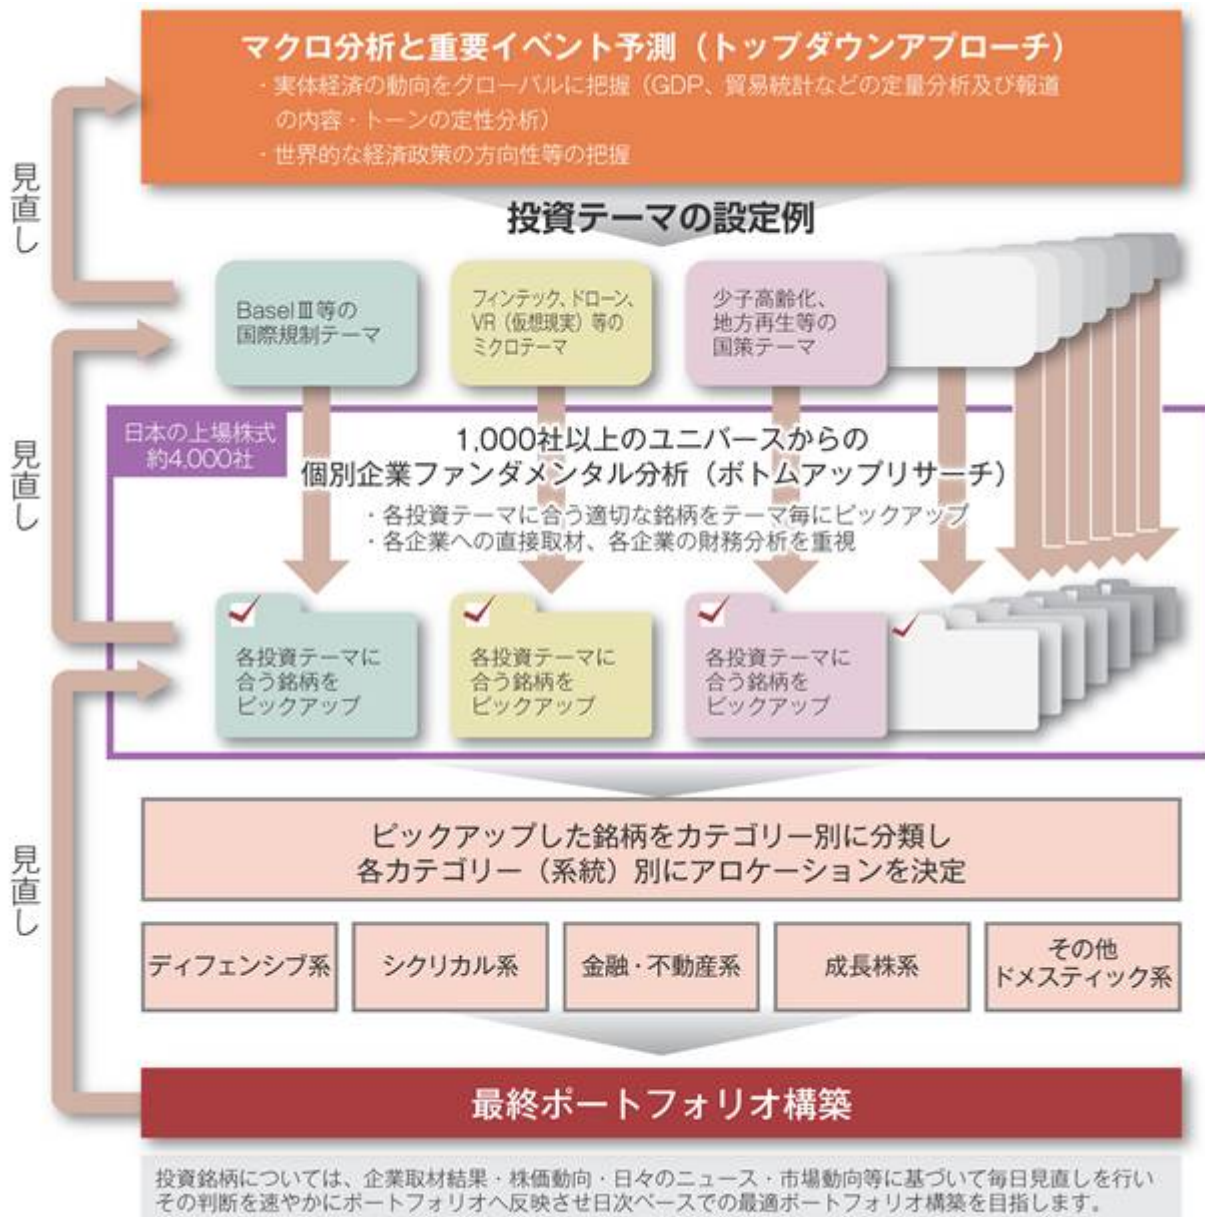 マクロ分析と重要イベント予測（トップダウンアプローチ）
・実体経済の動向をグローバルに把握（GDP、貿易統計などの定量分析及び報道
の内容・トーンの定性分析）
・世界的な経済政策の方向性等の把握
見直し
投資テーマの設定例
BaselⅢ等の
国際規制テーマ
フィンテック、ドローン、
VR（仮想現実）等の
ミクロテーマ
少子高齢化、
地方再生等の
国策テーマ
見直し
日本の上場株式
約4,000社
1,000社以上のユニバースからの
個別企業ファンダメンタル分析（ボトムアップリサーチ）
・各投資テーマに合う適切な銘柄をテーマ毎にピックアップ
・各企業への直接取材、各企業の財務分析を重視
各投資テーマに
合う銘柄を
ピックアップ
各投資テーマに
合う銘柄を
ピックアップ
各投資テーマに
合う銘柄を
ピックアップ
見直し
ピックアップした銘柄をカテゴリー別に分類し
各カテゴリー（系統）別にアロケーションを決定
ディフェンシブ系
シクリカル系
金融・不動産系
成長株系
その他
ドメスティック系
最終ポートフォリオ構築
投資銘柄については、企業取材結果・株価動向・日々のニュース・市場動向等に基づいて毎日見直しを行い
その判断を速やかにポートフォリオへ反映させ日次ベースでの最適ポートフォリオ構築を目指します。